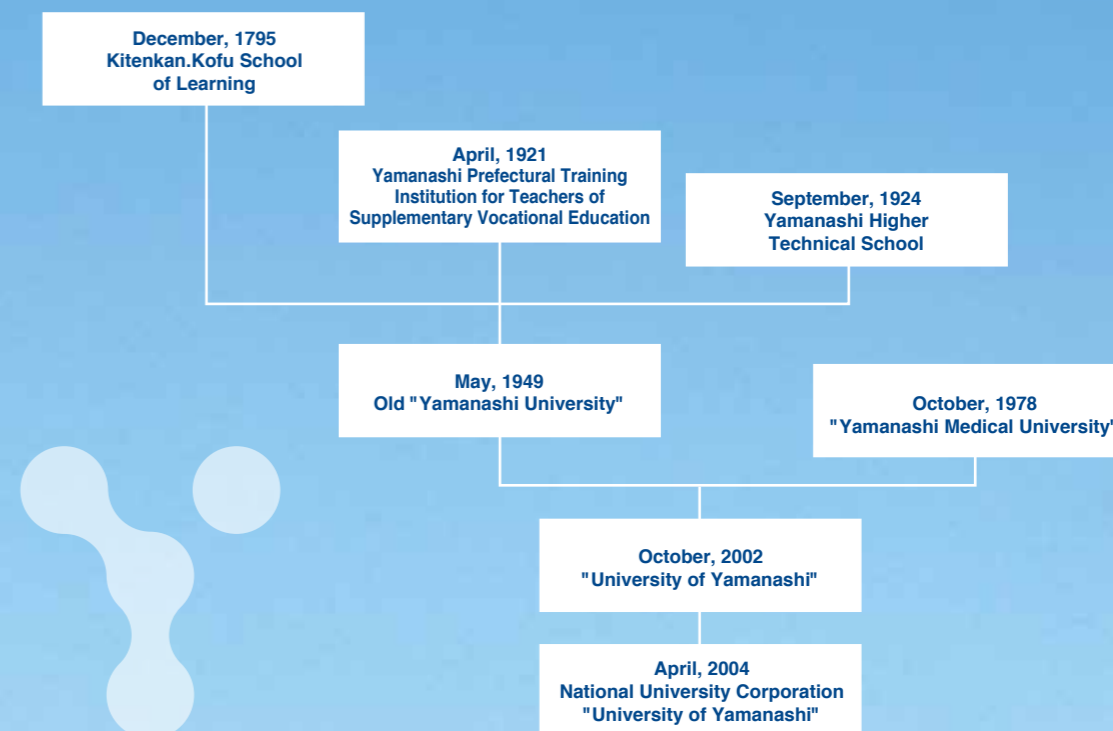 December, 1795
Kitenkan.Kofu School
of Learning
April, 1921
Yamanashi Prefectural Training
Institution for Teachers of
Supplementary Vocational Education
September, 1924
Yamanashi Higher
Technical School
May, 1949
Old "Yamanashi University"
October, 1978
"Yamanashi Medical University"
October, 2002
"University of Yamanashi"
April, 2004
National University Corporation
"University of Yamanashi"